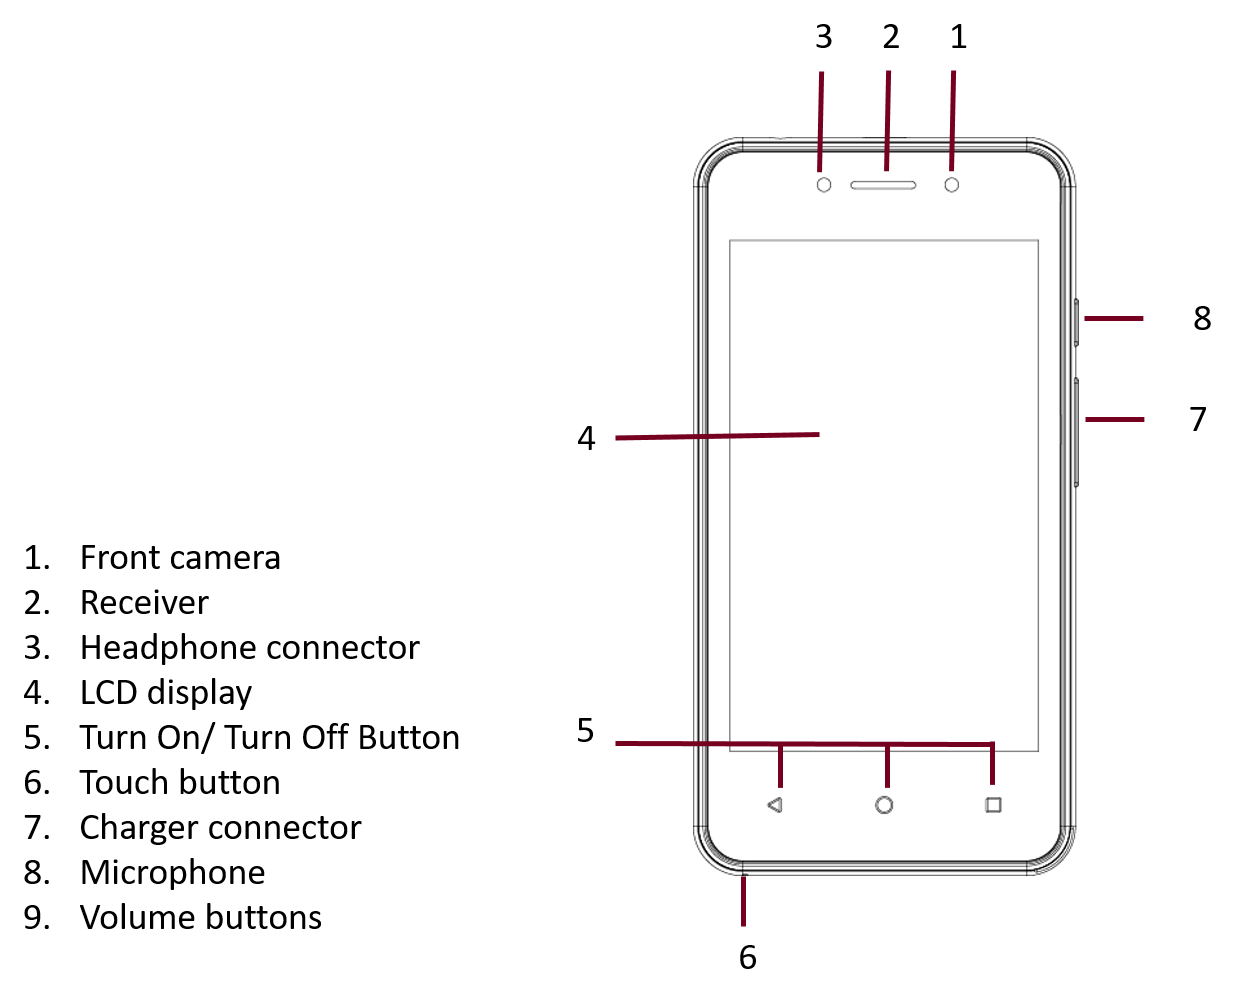 3 2 1
8
7
4
1. Front camera
2. Receiver
3. Headphone connector
4. LCD display
5. Turn On/ Turn Off Button
6. Touch button
7. Charger connector
8. Microphone
9. Volume buttons
5
6